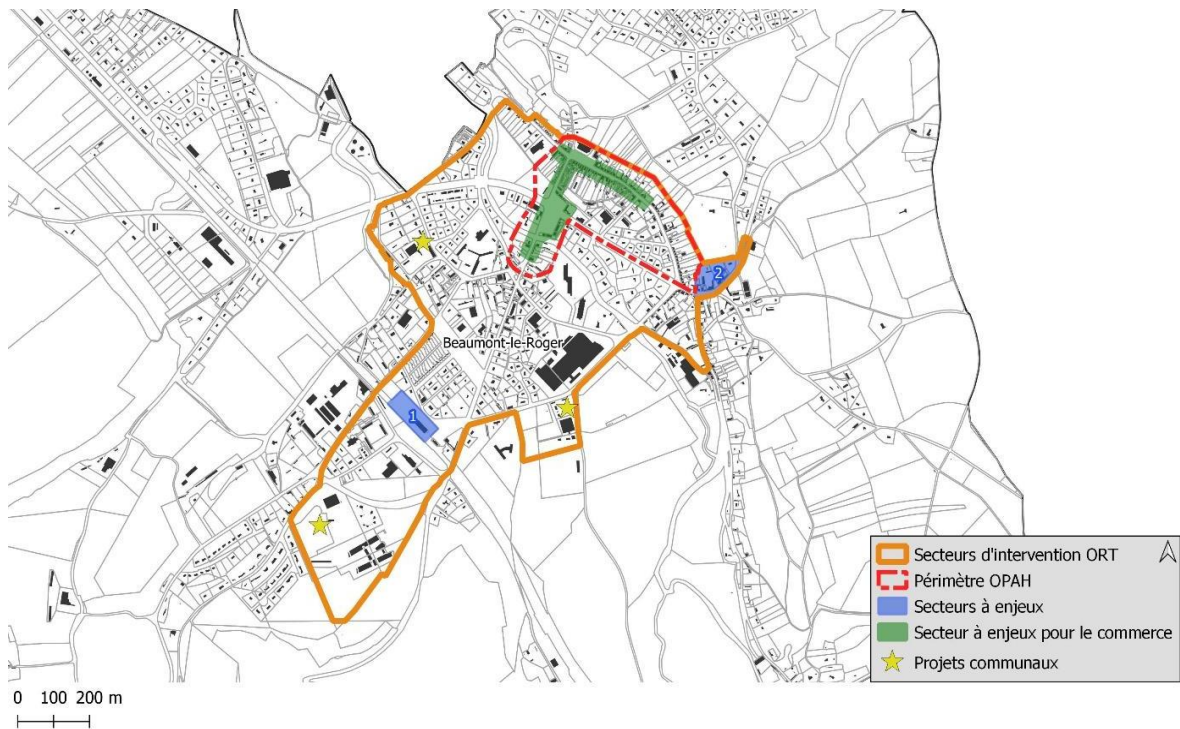 2
Beaumont-le-Roger
1
Secteurs d'intervention ORT
Périmètre OPAH
Secteurs à enjeux
Secteur à enjeux pour le commerce
Projets communaux
0 100 200 m